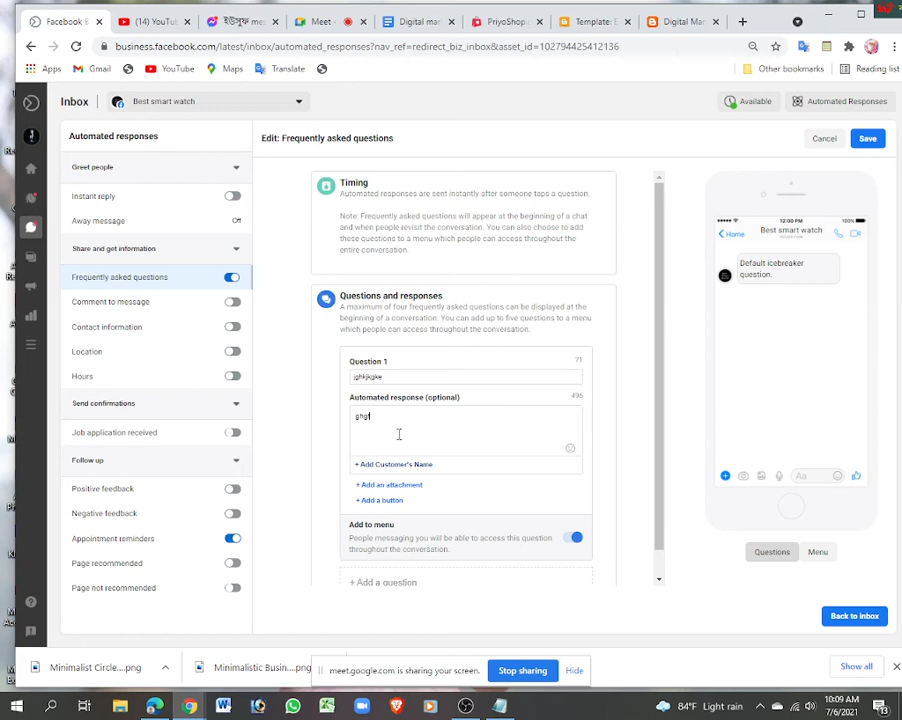 Facebook B
(14) YouTu
ইউসুফ me
Meet -
Digital mar
PriyoShop.
Template: E
Digital Mar
business.facebook.com/latest/inbox/automated_responses?nav_ref=redirect_biz_inbox&asset_id=102794425412136
Apps
Gmail
YouTube
Maps
Translate
Other bookmarks
Reading list
Inbox
Best smart watch
Available
Automated Responses
Automated responses
Edit: Frequently asked questions
Cancel
Save
Greet people
Instant reply
Away message
Off
Share and get information
Frequently asked questions
Comment to message
Contact information
Location
Hours
Send confirmations
Job application received
Follow up
Positive feedback
Negative feedback
Appointment reminders
Page recommended
Page not recommended
Timing
Automated responses are sent instantly after someone taps a question.
Note: Frequently asked questions will appear at the beginning of a chat
and when people revisit the conversation. You can also choose to add
these questions to a menu which people can access throughout the
entire conversation.
Questions and responses
A maximum of four frequently asked questions can be displayed at the
beginning of a conversation. You can add up to five questions to a menu
which people can access throughout the conversation.
Question 1
71
jghkjkgke
Automated response (optional)
496
ghgf
+ Add Customer's Name
+ Add an attachment
+ Add a button
Add to menu
People messaging you will be able to access this question
throughout the conversation.
+ Add a question
12:00 PM
100%
Home
Best smart watch
Default icebreaker
question.
Aa
Questions
Menu
Back to Inbox
Minimalist Circle....png
Minimalistic Busin....png
meet.google.com is sharing your screen.
Stop sharing
Hide
Show all
84°F Light rain
10:09 AM
7/6/2021